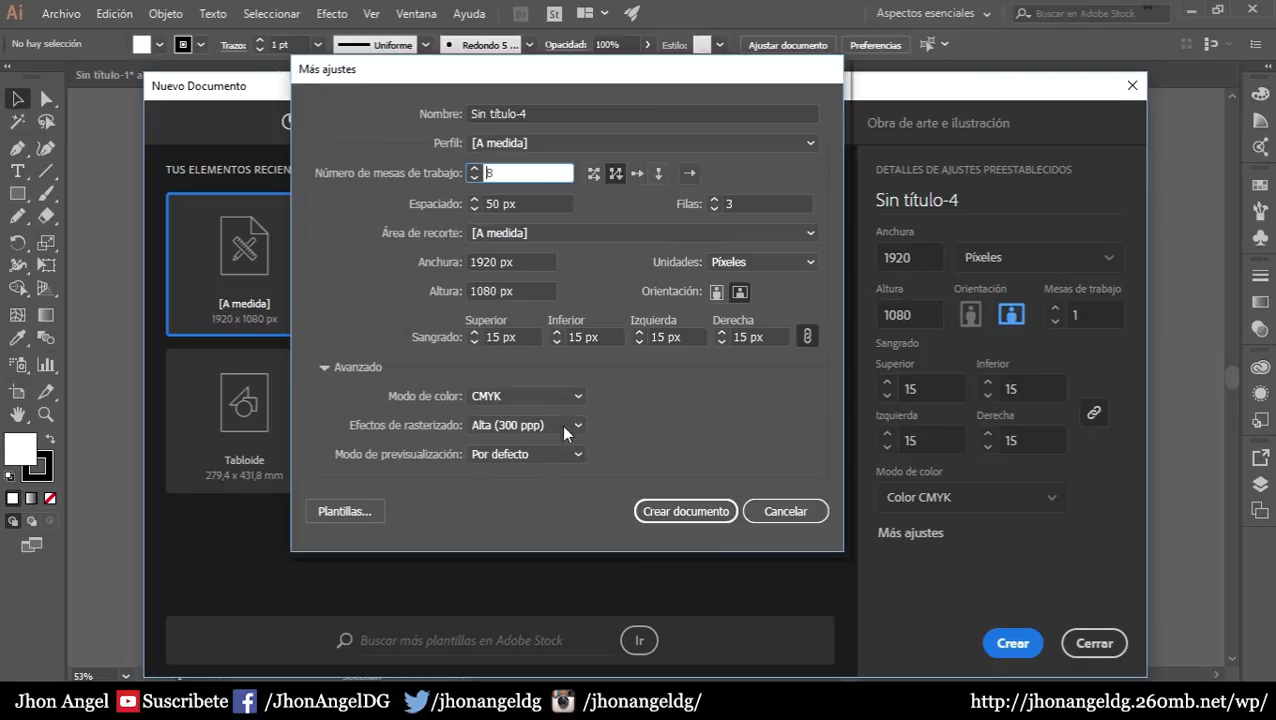 Ai Archivo Edición Objeto Texto Seleccionar Efecto Ver Ventana Ayuda Br St Aspectos esenciales Buscar en Adobe Stock
No hay selección Trazo: 1 pt Uniforme Redondo 5 ... Opacidad: 100% Estilo: Ajustar documento Preferencias
Sin título-1* a
Nuevo Documento
Más ajustes
Nombre: Sin título-4
Perfil: [A medida]
Número de mesas de trabajo: 8
Espaciado: 50 px Filas: 3
Área de recorte: [A medida]
Anchura: 1920 px Unidades: Píxeles
Altura: 1080 px Orientación:
Superior Inferior Izquierda Derecha
Sangrado: 15 px 15 px 15 px 15 px
Avanzado
Modo de color: CMYK
Efectos de rasterizado: Alta (300 ppp)
Modo de previsualización: Por defecto
Plantillas... Crear documento Cancelar
TUS ELEMENTOS RECIEN
[A medida]
1920 x 1080 px
Tabloide
279,4 x 431,8 mm
Buscar más plantillas en Adobe Stock Ir
Obra de arte e ilustración
DETALLES DE AJUSTES PREESTABLECIDOS
Sin título-4
Anchura
1920 Píxeles
Altura Orientación Mesas de trabajo
1080 1
Sangrado
Superior Inferior
15 15
Izquierda Derecha
15 15
Modo de color
Color CMYK
Más ajustes
Crear Cerrar
53%
Jhon Angel Suscribete /JhonAngelDG /jhonangeldg /jhonangeldg/ http://jhonangeldg.260mb.net/wp/